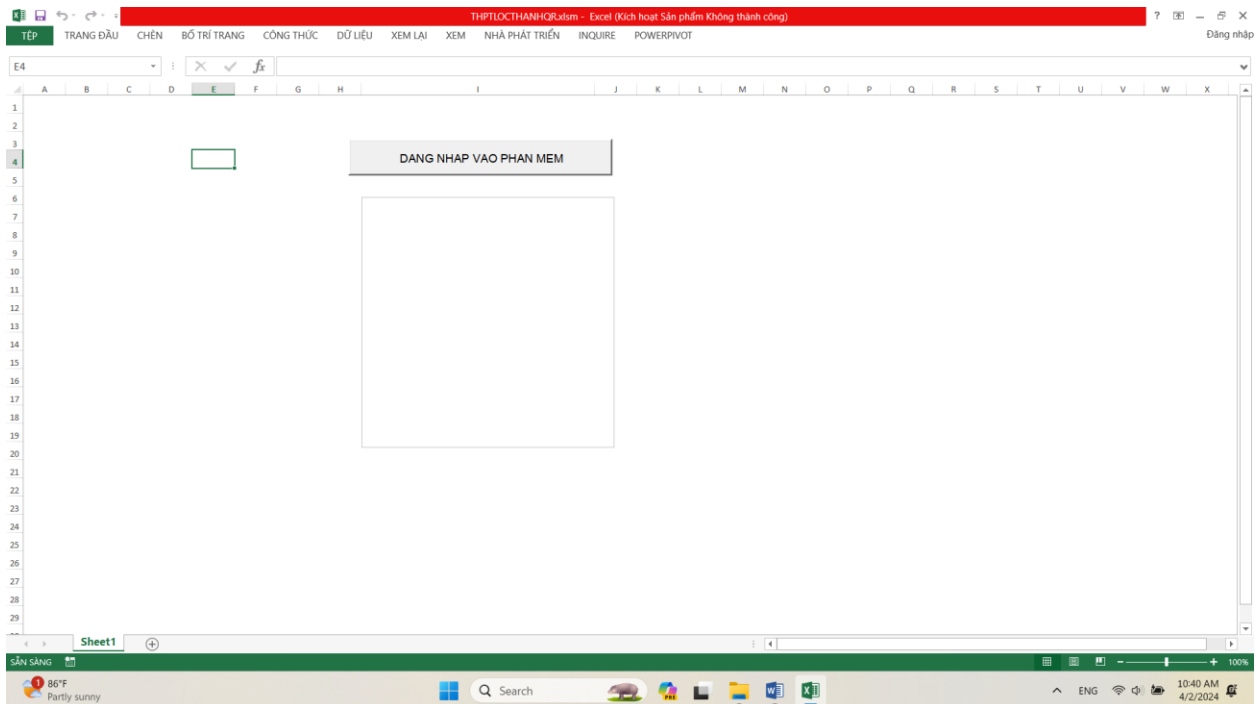 THPTLOCTHANHQR.xlsm - Excel (Kích hoạt Sản phẩm Không thành công)
TỆP TRANG ĐẦU CHÈN BỐ TRÍ TRANG CÔNG THỨC DỮ LIỆU XEM LẠI XEM NHÀ PHÁT TRIỂN INQUIRE POWERPIVOT Đăng nhập
E4 fx
A B C D E F G H I J K L M N O P Q R S T U V W X
1
2
3
DANG NHAP VAO PHAN MEM
4
5
6
7
8
9
10
11
12
13
14
15
16
17
18
19
20
21
22
23
24
25
26
27
28
29
Sheet1
SẴN SÀNG 100%
1 86°F
Partly sunny
Search
PRE
ENG
10:40 AM
4/2/2024